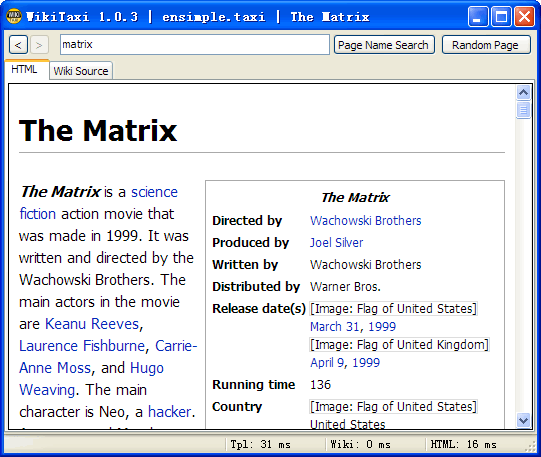 WikiTaxi 1.0.3 | ensimple.taxi | The Matrix
< > matrix Page Name Search Random Page
HTML Wiki Source
The Matrix
The Matrix is a science
fiction action movie that
was made in 1999. It was
written and directed by the
Wachowski Brothers. The
main actors in the movie
are Keanu Reeves,
Laurence Fishburne, Carrie-
Anne Moss, and Hugo
Weaving. The main
character is Neo, a hacker.
The Matrix
Directed by Wachowski Brothers
Produced by Joel Silver
Written by Wachowski Brothers
Distributed by Warner Bros.
Release date(s) [Image: Flag of United States]
March 31, 1999
[Image: Flag of United Kingdom]
April 9, 1999
Running time 136
Country [Image: Flag of United States]
United States
Tpl: 31 ms Wiki: 0 ms HTML: 16 ms